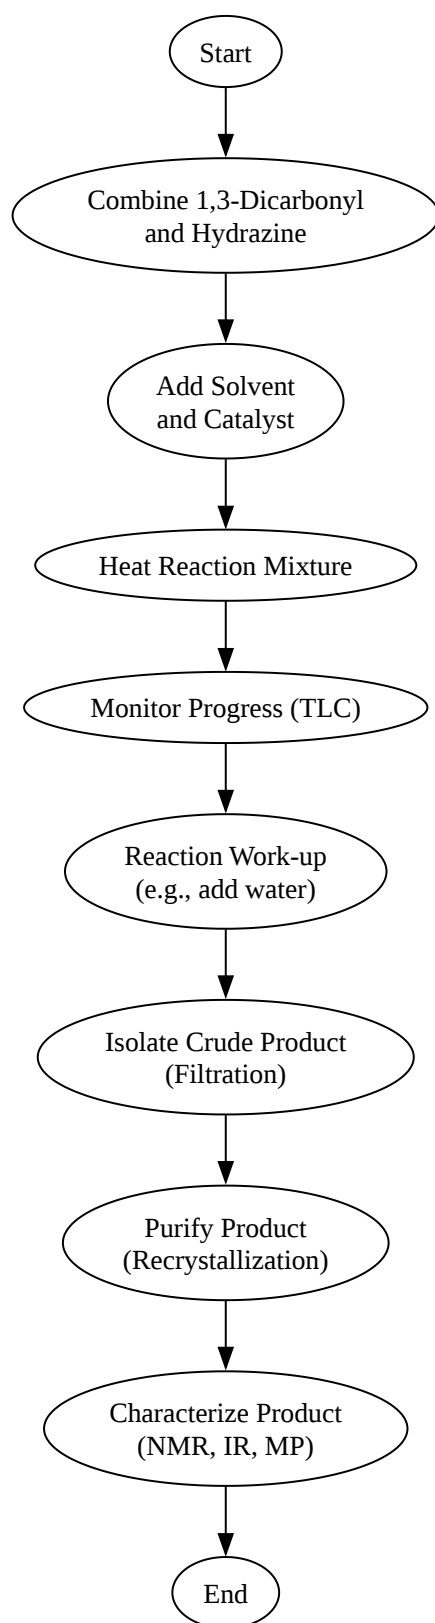 Start
Combine 1,3-Dicarbonyl
and Hydrazine
Add Solvent
and Catalyst
Heat Reaction Mixture
Monitor Progress (TLC)
Reaction Work-up
(e.g., add water)
Isolate Crude Product
(Filtration)
Purify Product
(Recrystallization)
Characterize Product
(NMR, IR, MP)
End